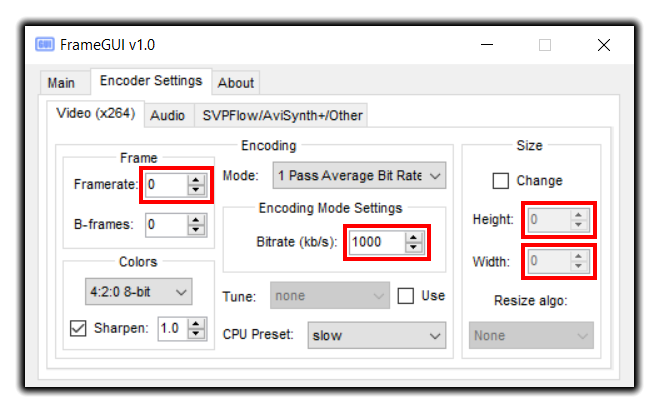 GUI FrameGUI v1.0
Main Encoder Settings About
Video (x264) Audio SVPFlow/AviSynth+/Other
Frame
Framerate: 0
B-frames: 0
Colors
4:2:0 8-bit
Sharpen: 1.0
Encoding
Mode: 1 Pass Average Bit Rate
Encoding Mode Settings
Bitrate (kb/s): 1000
Tune: none Use
CPU Preset: slow
Size
Change
Height: 0
Width: 0
Resize algo:
None